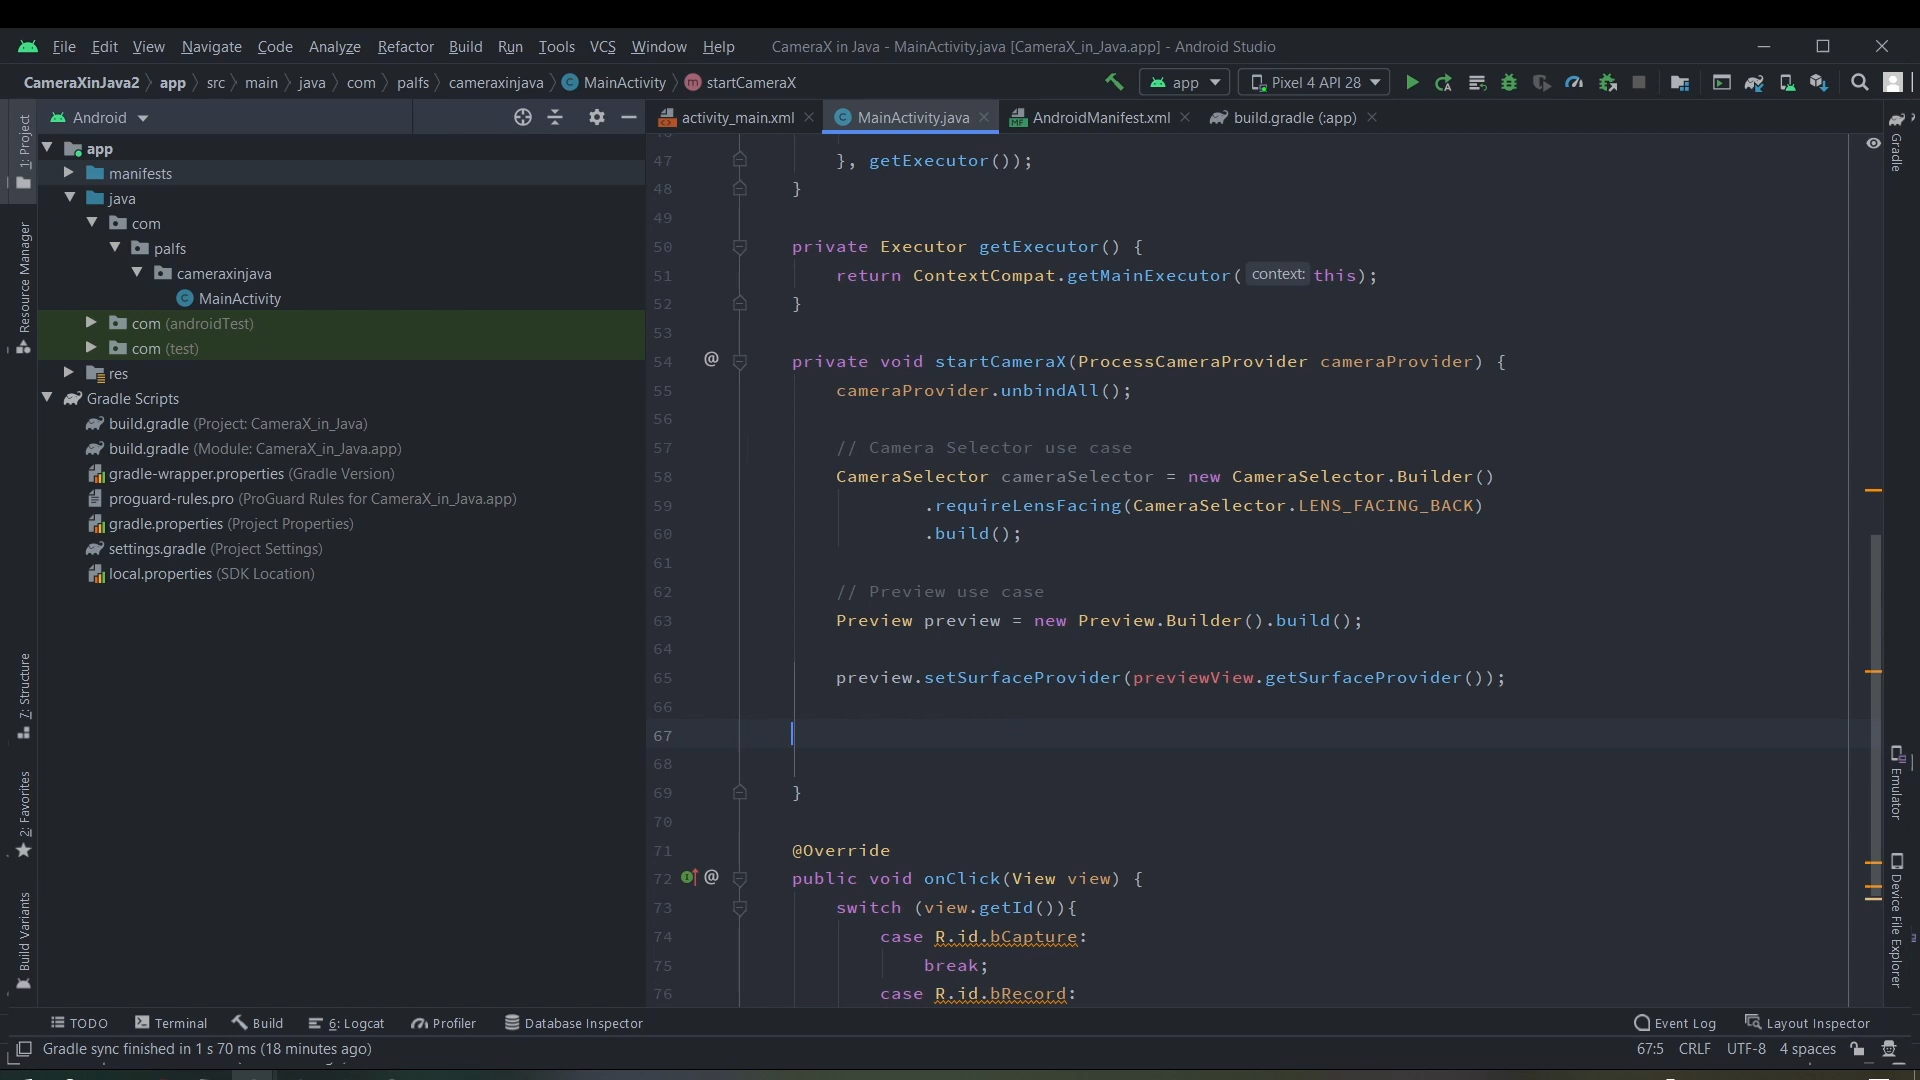 File Edit View Navigate Code Analyze Refactor Build Run Tools VCS Window Help CameraX in Java - MainActivity.java [CameraX_in_Java.app] - Android Studio
CameraXinJava2 app src main java com palfs cameraxinjava MainActivity startCameraX app Pixel 4 API 28
Android
activity_main.xml MainActivity.java AndroidManifest.xml build.gradle (:app)
1: Project
Resource Manager
7: Structure
2: Favorites
Build Variants
app
manifests
java
com
palfs
cameraxinjava
MainActivity
com (androidTest)
com (test)
res
Gradle Scripts
build.gradle (Project: CameraX_in_Java)
build.gradle (Module: CameraX_in_Java.app)
gradle-wrapper.properties (Gradle Version)
proguard-rules.pro (ProGuard Rules for CameraX_in_Java.app)
gradle.properties (Project Properties)
settings.gradle (Project Settings)
local.properties (SDK Location)
47 }, getExecutor());
48 }
49
50 private Executor getExecutor() {
51 return ContextCompat.getMainExecutor( context: this);
52 }
53
54 @ private void startCameraX(ProcessCameraProvider cameraProvider) {
55 cameraProvider.unbindAll();
56
57 // Camera Selector use case
58 CameraSelector cameraSelector = new CameraSelector.Builder()
59 .requireLensFacing(CameraSelector.LENS_FACING_BACK)
60 .build();
61
62 // Preview use case
63 Preview preview = new Preview.Builder().build();
64
65 preview.setSurfaceProvider(previewView.getSurfaceProvider());
66
67
68
69 }
70
71 @Override
72 @ public void onClick(View view) {
73 switch (view.getId()){
74 case R.id.bCapture:
75 break;
76 case R.id.bRecord:
Gradle
Emulator
Device File Explorer
TODO Terminal Build 6: Logcat Profiler Database Inspector Event Log Layout Inspector
Gradle sync finished in 1 s 70 ms (18 minutes ago) 67:5 CRLF UTF-8 4 spaces